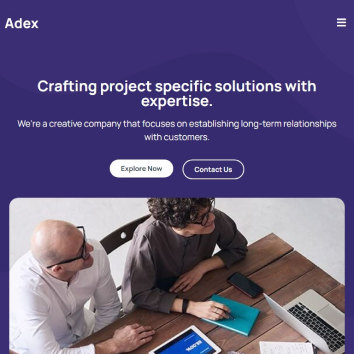 Adex
Crafting project specific solutions with
expertise.
We're a creative company that focuses on establishing long-term relationships
with customers.
Explore Now
Contact Us